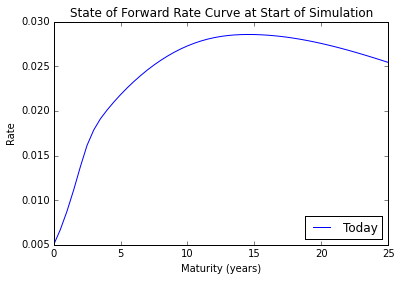 State of Forward Rate Curve at Start of Simulation
0.030
0.025
0.020
0.015
0.010
0.005
Rate
Today
0 5 10 15 20 25
Maturity (years)